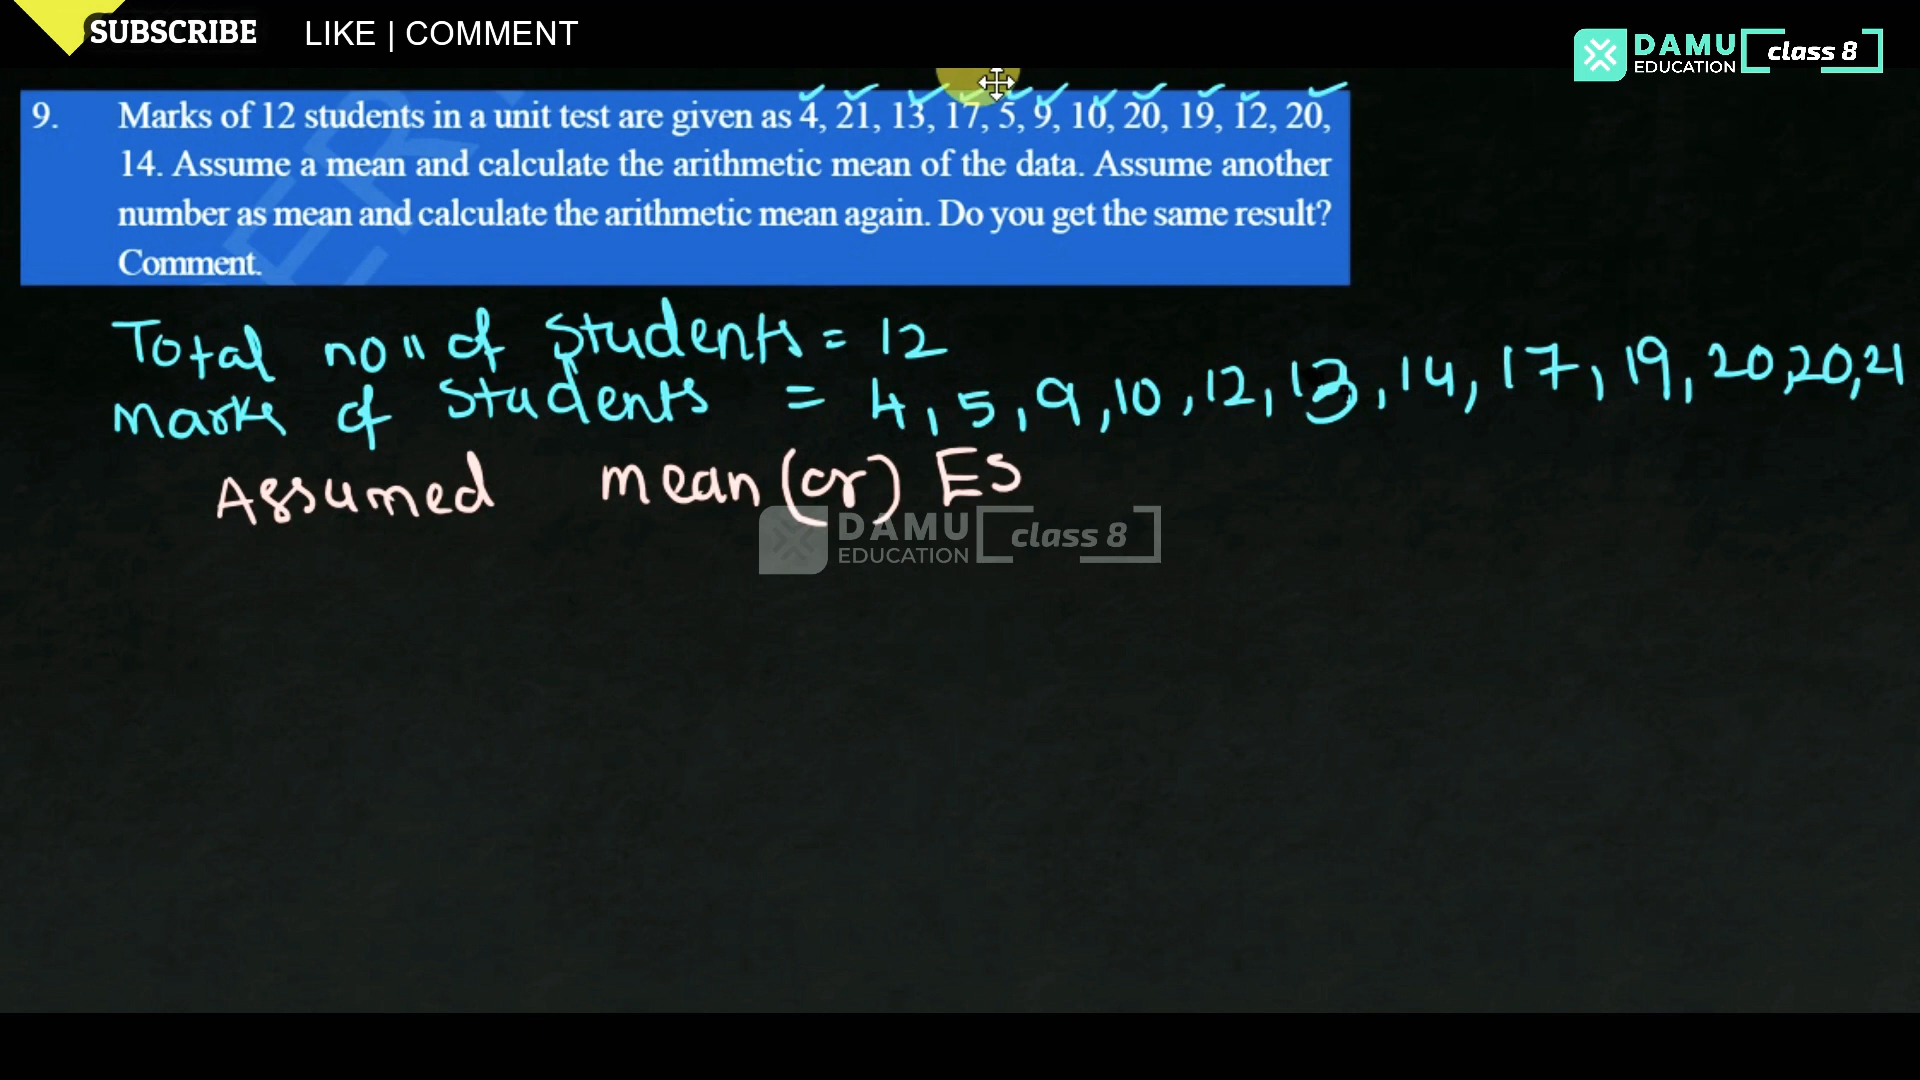 SUBSCRIBE LIKE | COMMENT
DAMU EDUCATION class 8
9. Marks of 12 students in a unit test are given as 4, 21, 13, 17, 5, 9, 10, 20, 19, 12, 20,
14. Assume a mean and calculate the arithmetic mean of the data. Assume another
number as mean and calculate the arithmetic mean again. Do you get the same result?
Comment.
Total no" of Students = 12
marks of Students = 4, 5, 9, 10, 12, 13, 14, 17, 19, 20, 20, 21
Assumed mean (or) ES
DAMU EDUCATION class 8